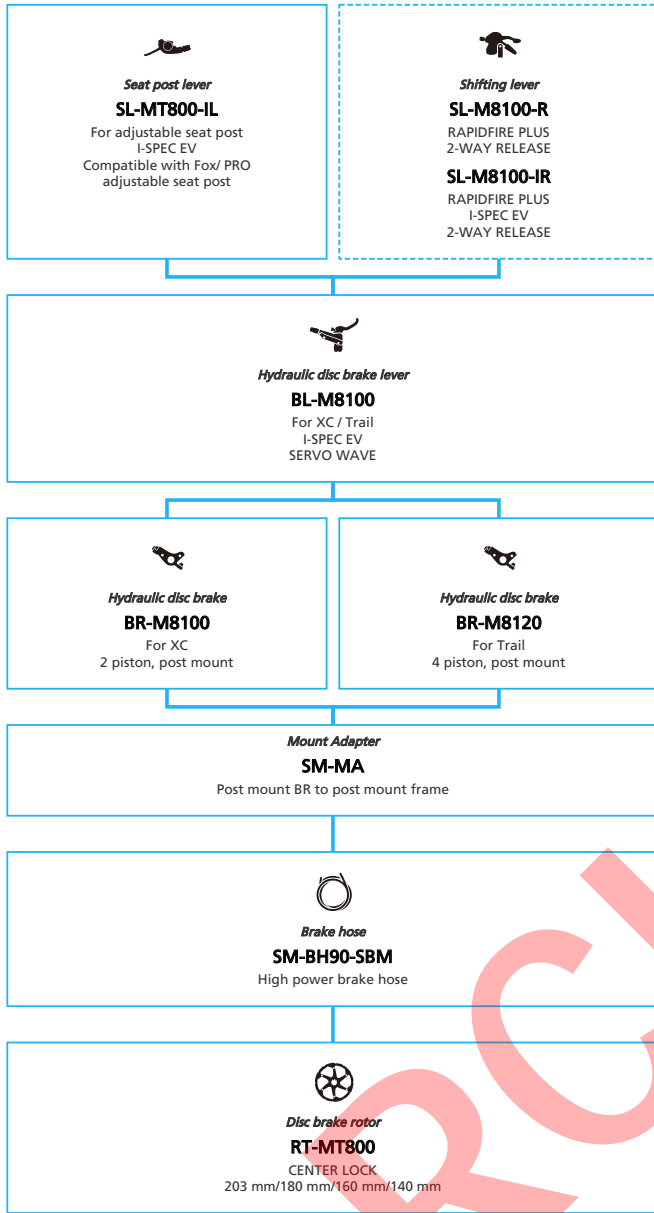 Seat post lever
SL-MT800-IL
For adjustable seat post
I-SPEC EV
Compatible with Fox/ PRO
adjustable seat post
Shifting lever
SL-M8100-R
RAPIDFIRE PLUS
2-WAY RELEASE
SL-M8100-IR
RAPIDFIRE PLUS
I-SPEC EV
2-WAY RELEASE
Hydraulic disc brake lever
BL-M8100
For XC / Trail
I-SPEC EV
SERVO WAVE
Hydraulic disc brake
BR-M8100
For XC
2 piston, post mount
Hydraulic disc brake
BR-M8120
For Trail
4 piston, post mount
Mount Adapter
SM-MA
Post mount BR to post mount frame
Brake hose
SM-BH90-SBM
High power brake hose
Disc brake rotor
RT-MT800
CENTER LOCK
203 mm/180 mm/160 mm/140 mm